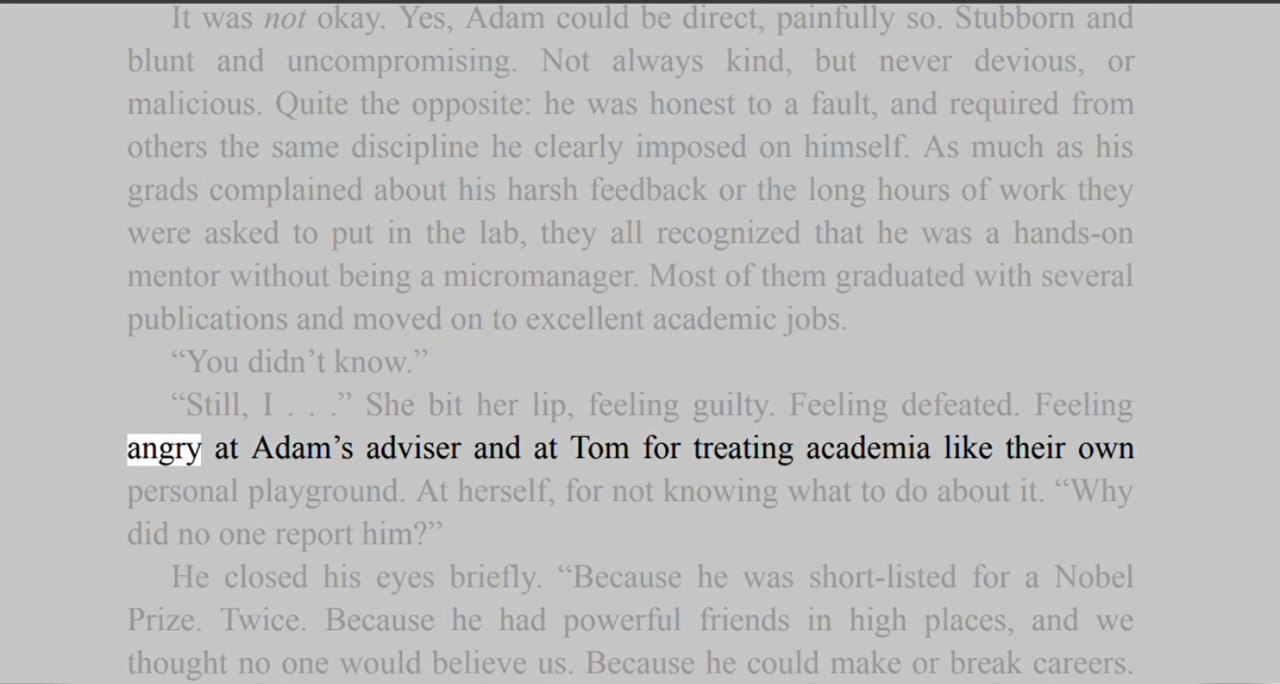 It was not okay. Yes, Adam could be direct, painfully so. Stubborn and
blunt and uncompromising. Not always kind, but never devious, or
malicious. Quite the opposite: he was honest to a fault, and required from
others the same discipline he clearly imposed on himself. As much as his
grads complained about his harsh feedback or the long hours of work they
were asked to put in the lab, they all recognized that he was a hands-on
mentor without being a micromanager. Most of them graduated with several
publications and moved on to excellent academic jobs.
“You didn’t know.”
“Still, I . . .” She bit her lip, feeling guilty. Feeling defeated. Feeling
angry at Adam’s adviser and at Tom for treating academia like their own
personal playground. At herself, for not knowing what to do about it. “Why
did no one report him?”
He closed his eyes briefly. “Because he was short-listed for a Nobel
Prize. Twice. Because he had powerful friends in high places, and we
thought no one would believe us. Because he could make or break careers.